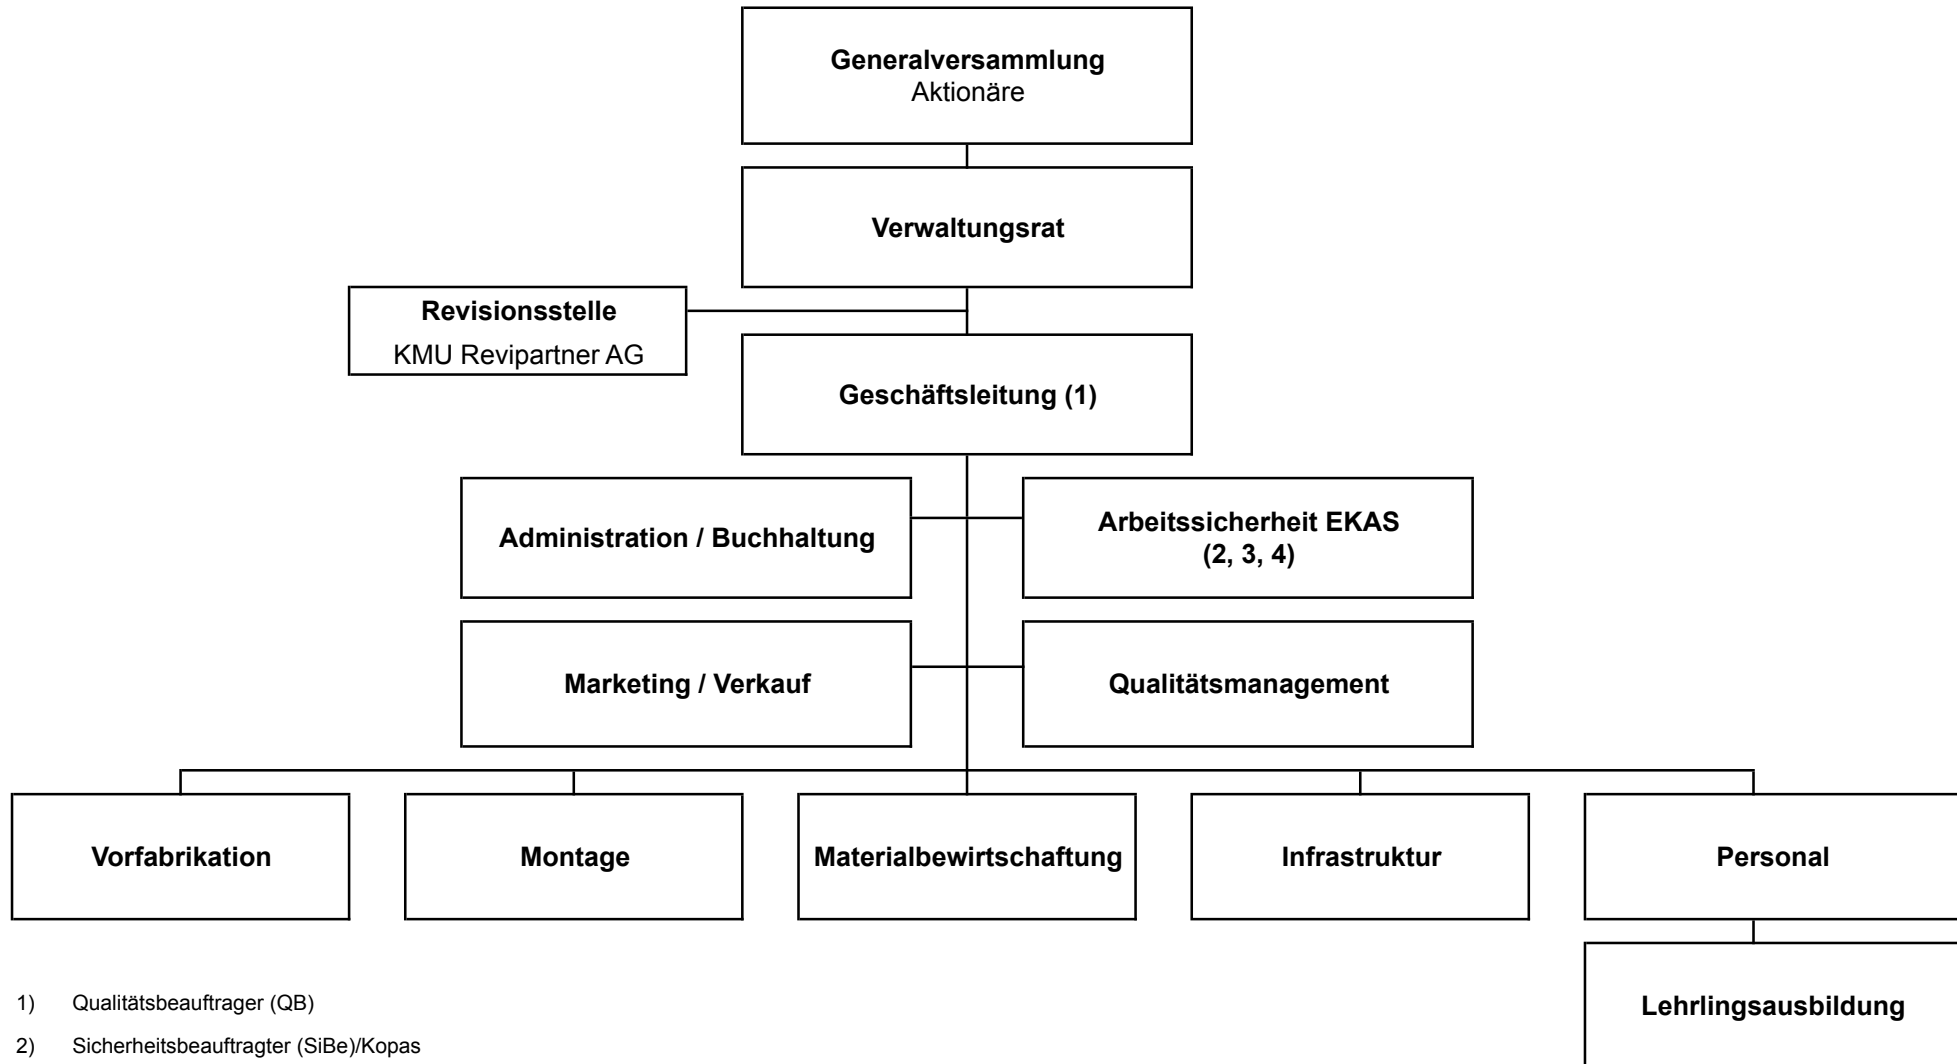 Generalversammlung
Aktionäre
Verwaltungsrat
Revisionsstelle
KMU Revipartner AG
Geschäftsleitung (1)
Administration / Buchhaltung
Arbeitssicherheit EKAS
(2, 3, 4)
Marketing / Verkauf
Qualitätsmanagement
Vorfabrikation
Montage
Materialbewirtschaftung
Infrastruktur
Personal
Lehrlingsausbildung
1) Qualitätsbeauftrager (QB)
2) Sicherheitsbeauftragter (SiBe)/Kopas